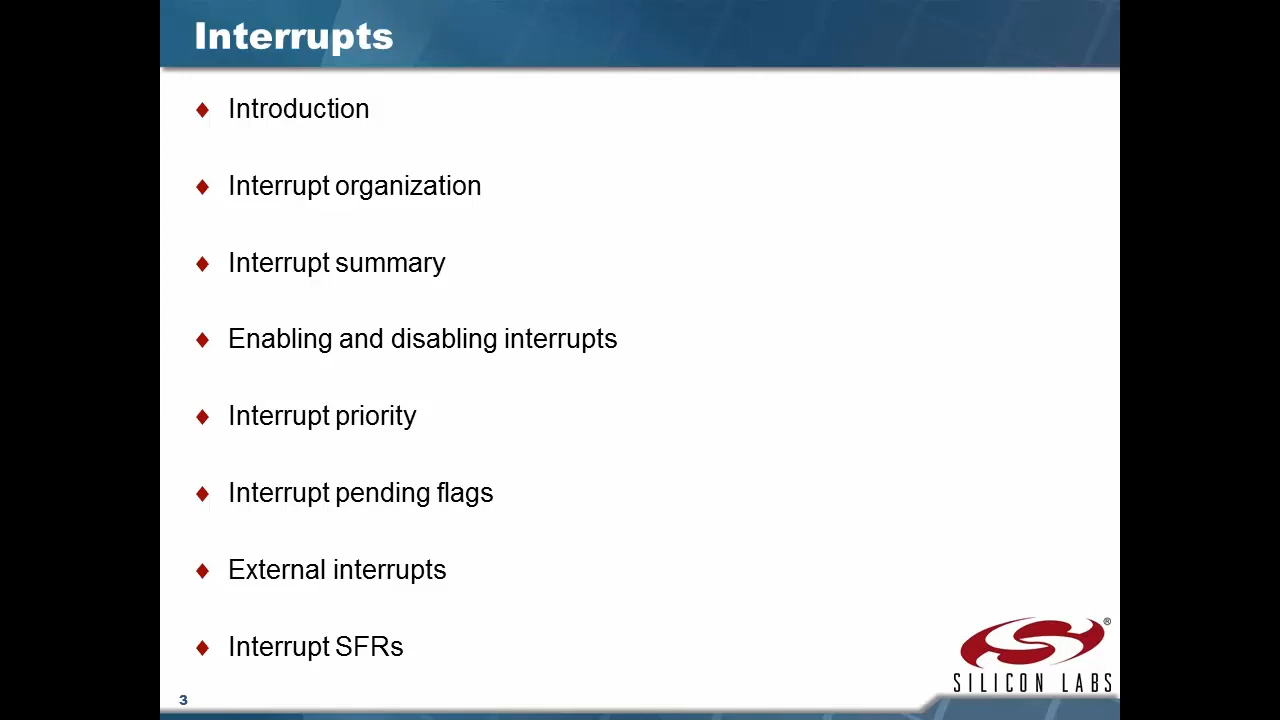 Interrupts
Introduction
Interrupt organization
Interrupt summary
Enabling and disabling interrupts
Interrupt priority
Interrupt pending flags
External interrupts
Interrupt SFRs
®
SILICON LABS
3